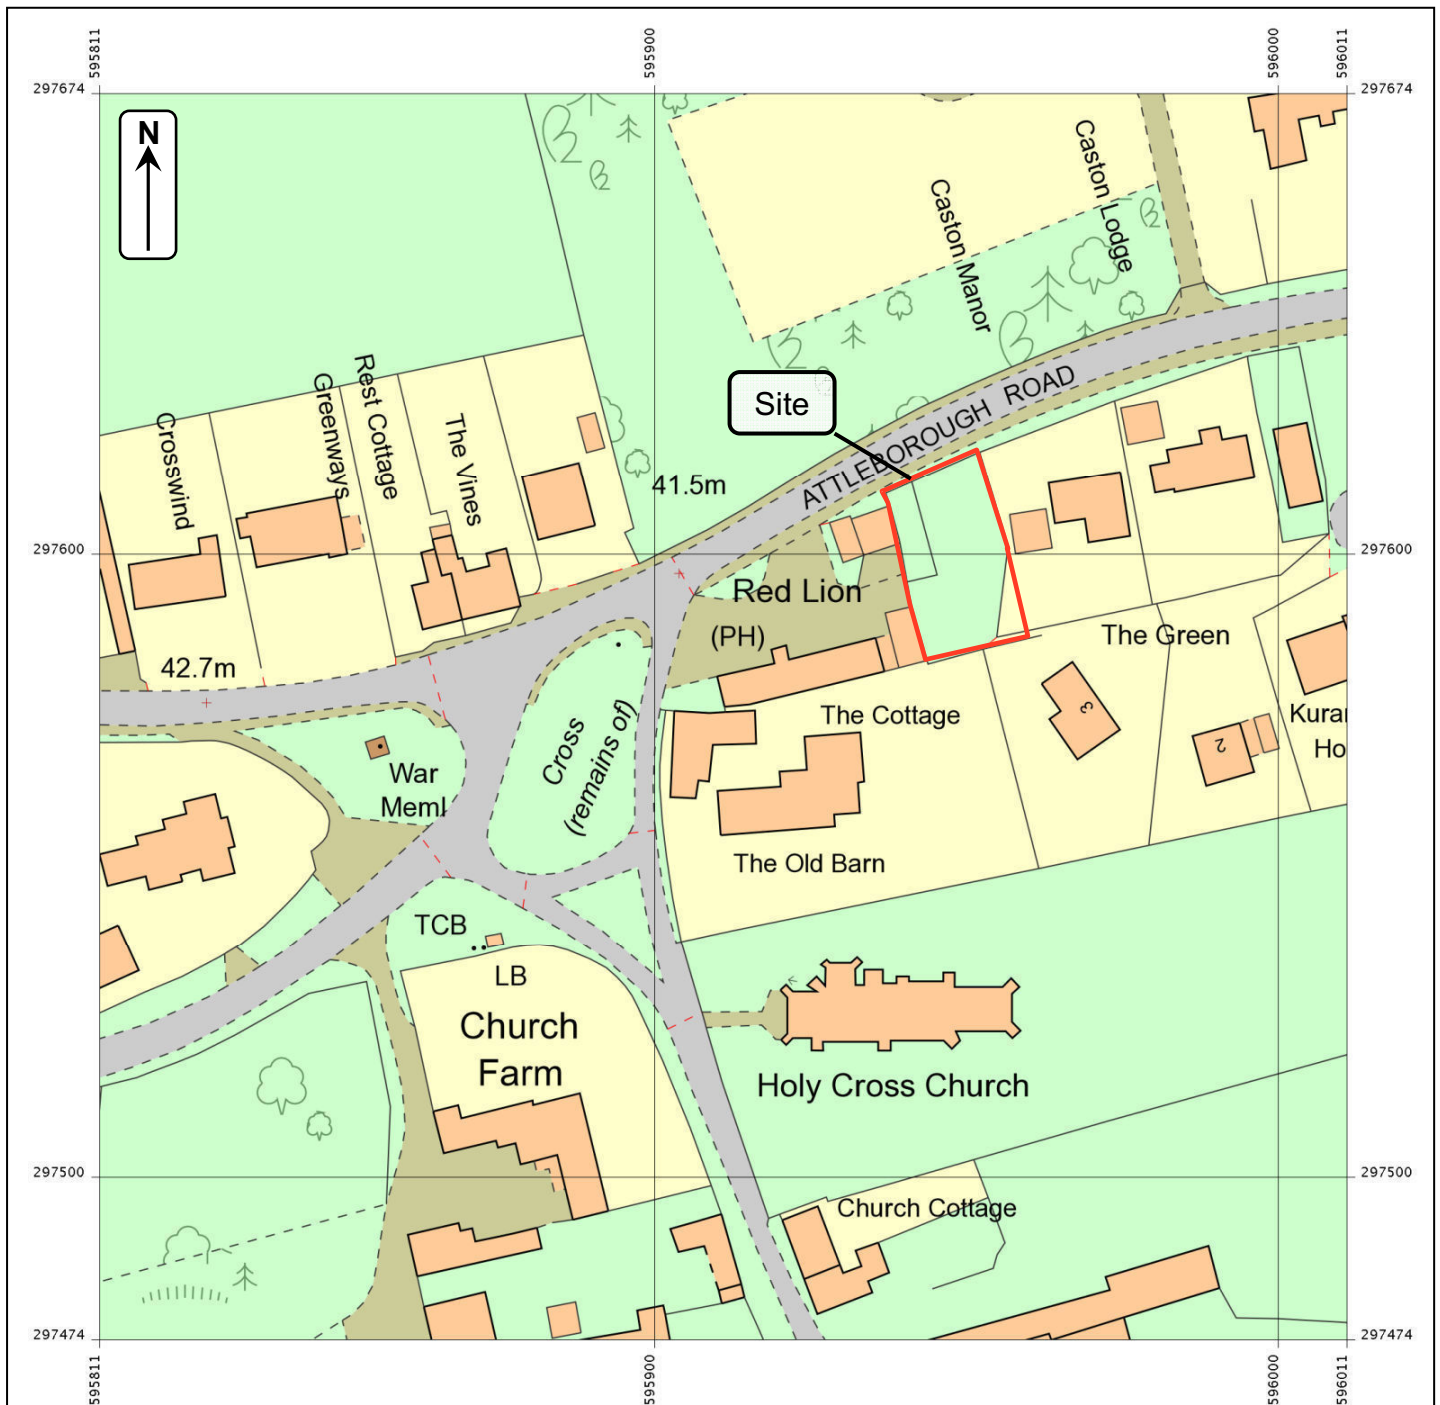 595811
595900
596000
596011
297674
297674
N
Caston Lodge
Caston Manor
Site
ATTLEBOROUGH ROAD
Crosswind
Greenways
Rest Cottage
The Vines
41.5m
297600
297600
Red Lion
(PH)
The Green
42.7m
3
2
The Cottage
Kurar
Ho
Cross
(remains of)
War
Meml
The Old Barn
TCB
LB
Church
Farm
Holy Cross Church
297500
297500
Church Cottage
297474
297474
595811
595900
596000
596011